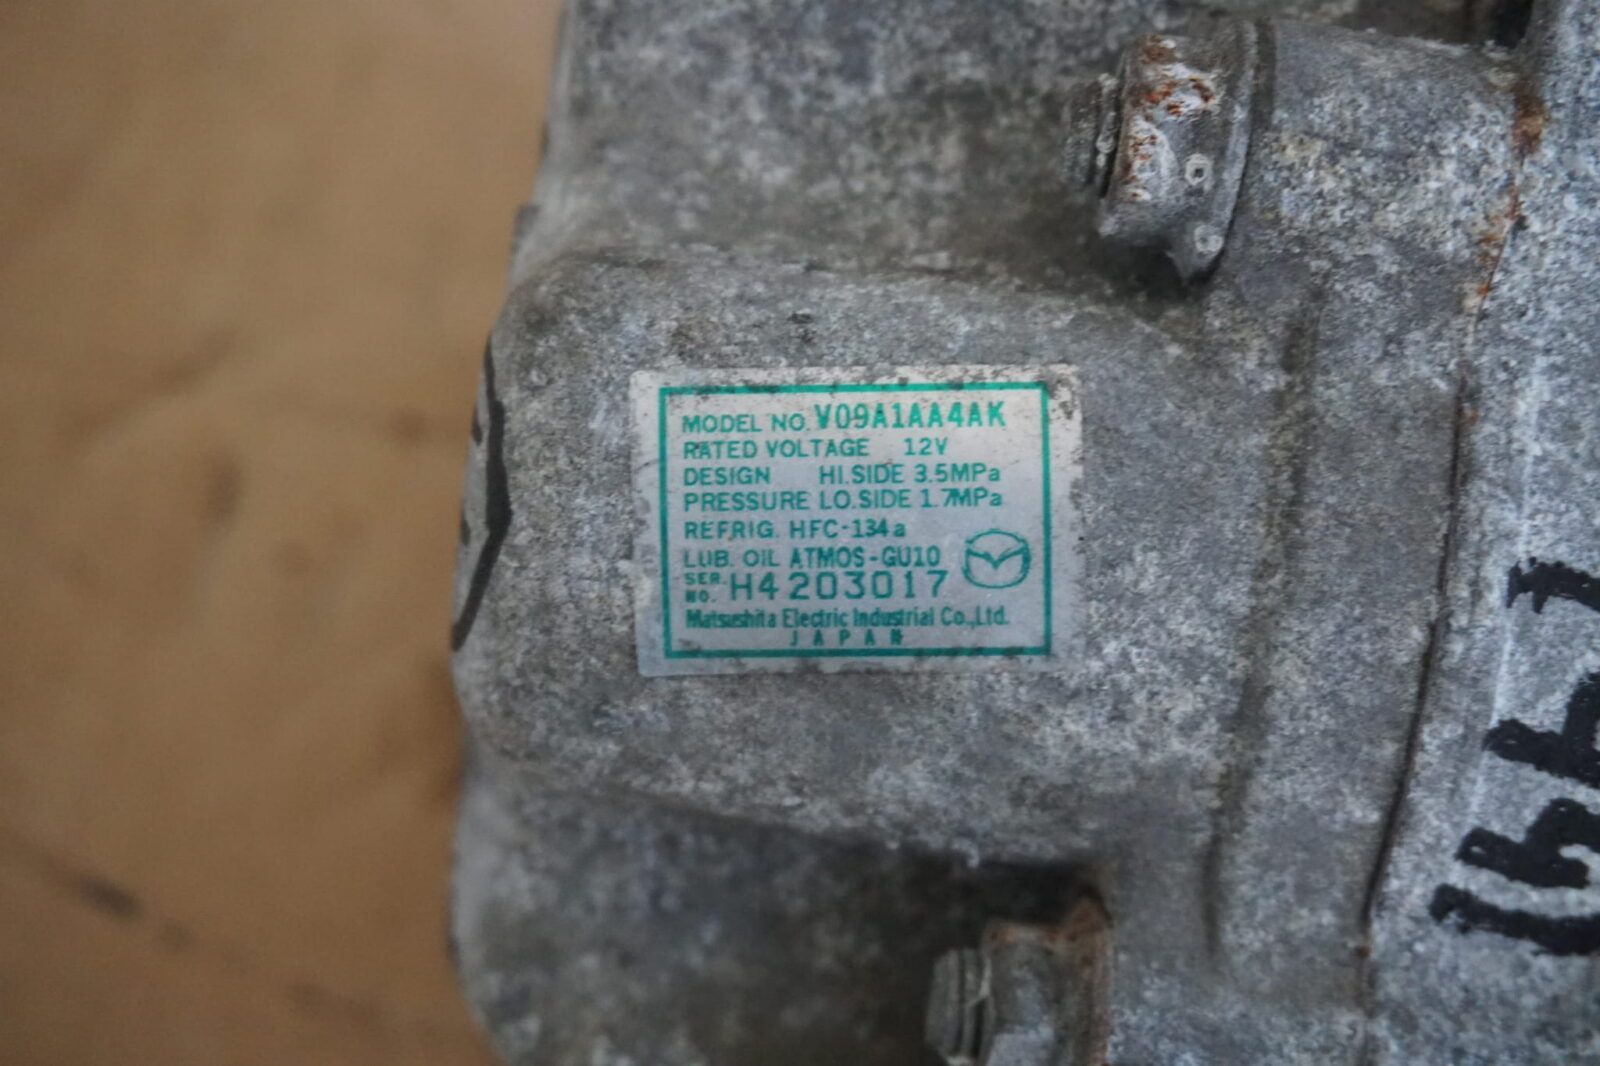 MODEL NO. V09A1AA4AK
RATED VOLTAGE 12V
DESIGN HI.SIDE 3.5MPa
PRESSURE LO.SIDE 1.7MPa
REFRIG. HFC-134a
LUB. OIL ATMOS-GU10
SER. NO. H4203017
Matsushita Electric Industrial Co.,Ltd.
JAPAN